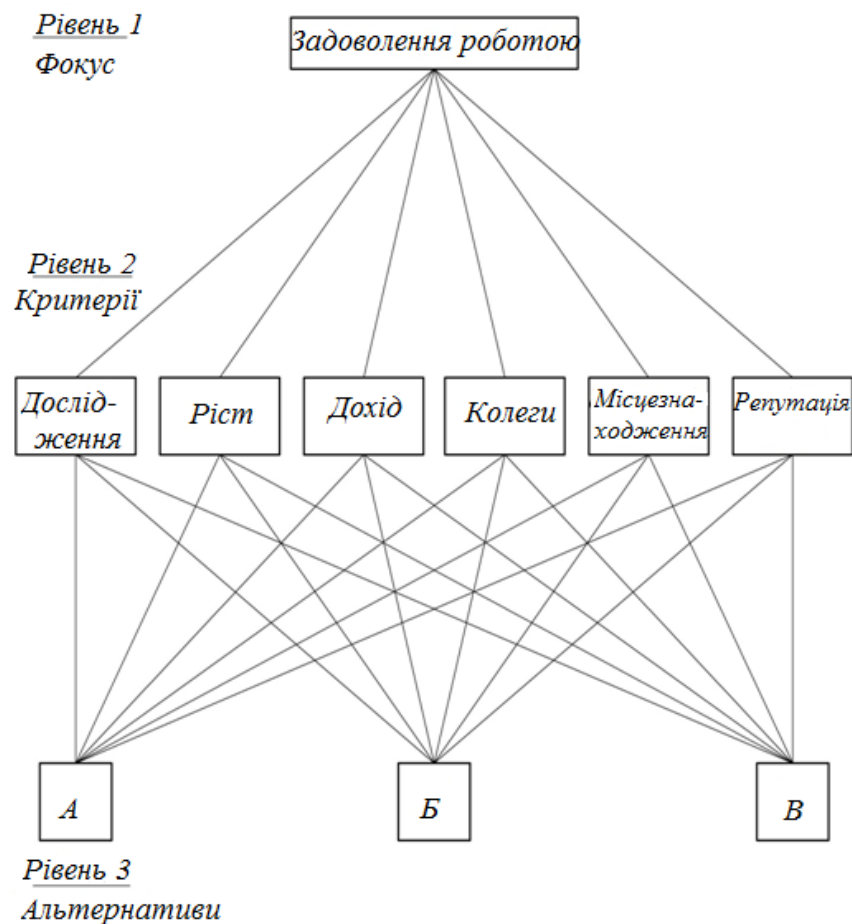 Рівень 1
Фокус
Задоволення роботою
Рівень 2
Критерії
Дослід-
ження
Ріст
Дохід
Колеги
Місцезна-
ходження
Репутація
А
Б
В
Рівень 3
Альтернативи